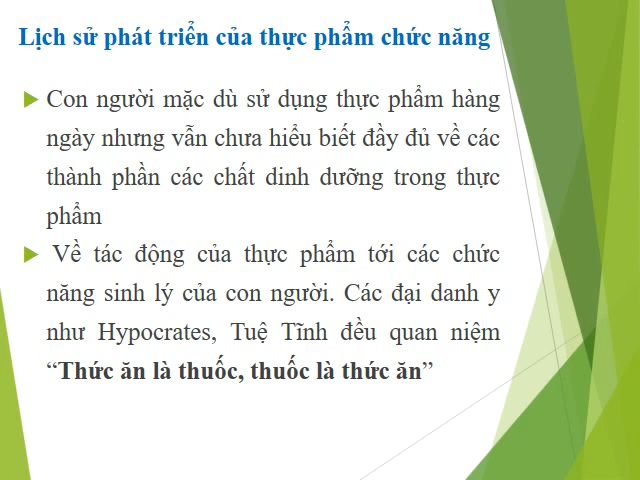 Lịch sử phát triển của thực phẩm chức năng
Con người mặc dù sử dụng thực phẩm hàng
ngày nhưng vẫn chưa hiểu biết đầy đủ về các
thành phần các chất dinh dưỡng trong thực
phẩm
Về tác động của thực phẩm tới các chức
năng sinh lý của con người. Các đại danh y
như Hypocrates, Tuệ Tĩnh đều quan niệm
“Thức ăn là thuốc, thuốc là thức ăn”